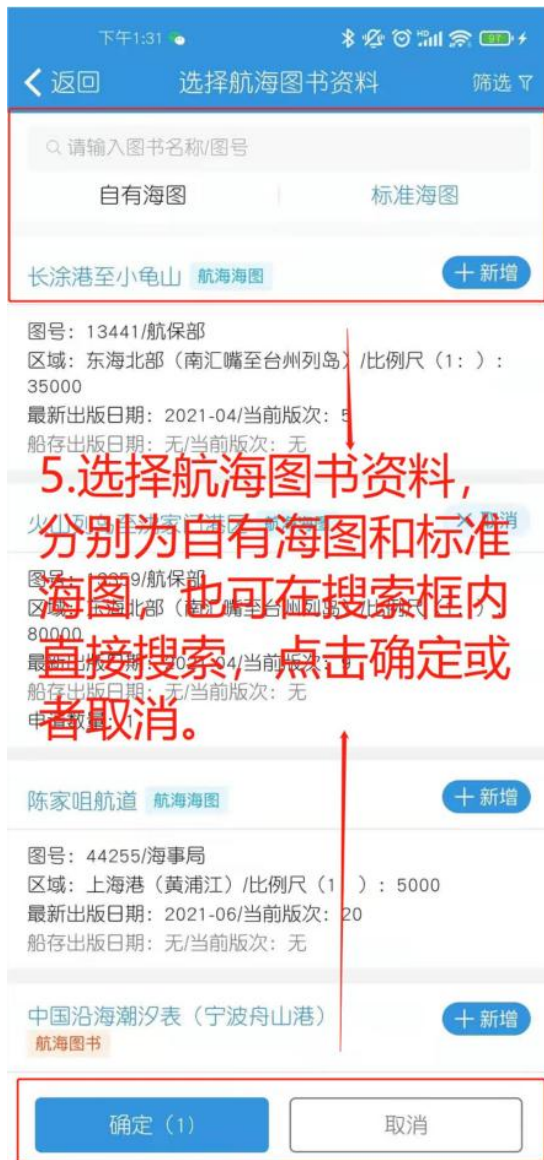 下午1:31
HD 5G 97
返回 选择航海图书资料 筛选
请输入图书名称/图号
自有海图 标准海图
长涂港至小龟山 航海海图 +新增
图号：13441/航保部
区域：东海北部（南汇嘴至台州列岛）/比例尺（1：）：
35000
最新出版日期：2021-04/当前版次：5
船存出版日期：无/当前版次：无
5.选择航海图书资料，
分别为自有海图和标准
海图，也可在搜索框内
直接搜索，点击确定或
者取消。
80000
船存出版日期：无/当前版次：无
陈家咀航道 航海海图 +新增
图号：44255/海事局
区域：上海港（黄浦江）/比例尺（1：）：5000
最新出版日期：2021-06/当前版次：20
船存出版日期：无/当前版次：无
中国沿海潮汐表（宁波舟山港） +新增
航海图书
确定（1） 取消